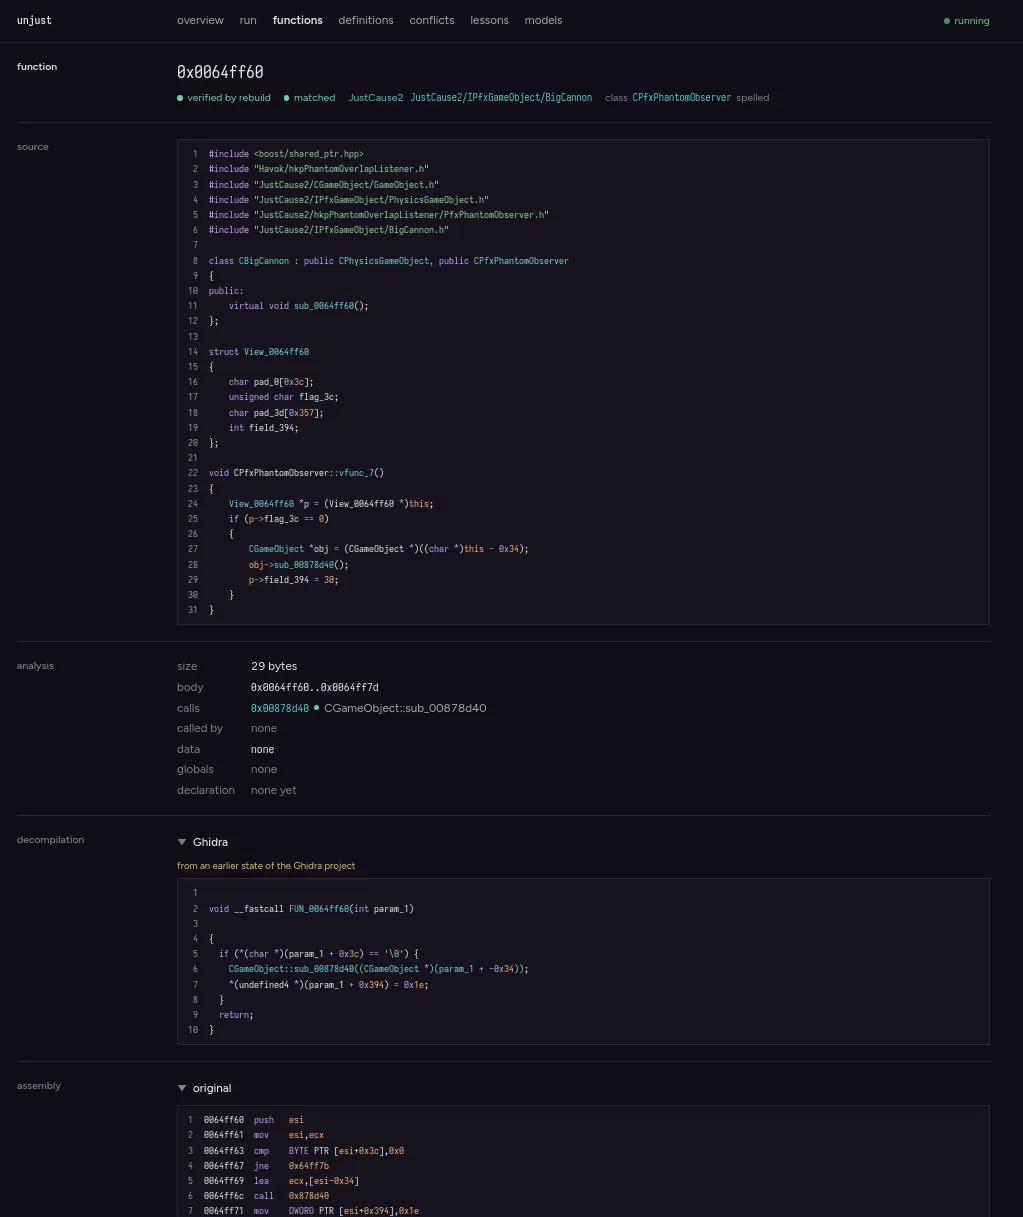 unjust overview run functions definitions conflicts lessons models running
function
0x0064ff60
verified by rebuild matched JustCause2 JustCause2/IPfxGameObject/BigCannon class CPfxPhantomObserver spelled
source
1 #include <boost/shared_ptr.hpp>
2 #include "Havok/hkpPhantomOverlapListener.h"
3 #include "JustCause2/CGameObject/GameObject.h"
4 #include "JustCause2/IPfxGameObject/PhysicsGameObject.h"
5 #include "JustCause2/hkpPhantomOverlapListener/PfxPhantomObserver.h"
6 #include "JustCause2/IPfxGameObject/BigCannon.h"
7
8 class CBigCannon : public CPhysicsGameObject, public CPfxPhantomObserver
9 {
10 public:
11     virtual void sub_0064ff60();
12 };
13
14 struct View_0064ff60
15 {
16     char pad_0[0x3c];
17     unsigned char flag_3c;
18     char pad_3d[0x357];
19     int field_394;
20 };
21
22 void CPfxPhantomObserver::vfunc_7()
23 {
24     View_0064ff60 *p = (View_0064ff60 *)this;
25     if (p->flag_3c == 0)
26     {
27         CGameObject *obj = (CGameObject *)((char *)this - 0x34);
28         obj->sub_00878d40();
29         p->field_394 = 30;
30     }
31 }
analysis
size 29 bytes
body 0x0064ff60..0x0064ff7d
calls 0x00878d40 CGameObject::sub_00878d40
called by none
data none
globals none
declaration none yet
decompilation
Ghidra
from an earlier state of the Ghidra project
1
2 void __fastcall FUN_0064ff60(int param_1)
3
4 {
5   if (*(char *)(param_1 + 0x3c) == '\0') {
6     CGameObject::sub_00878d40((CGameObject *)(param_1 + -0x34));
7     *(undefined4 *)(param_1 + 0x394) = 0x1e;
8   }
9   return;
10 }
assembly
original
1 0064ff60 push esi
2 0064ff61 mov esi,ecx
3 0064ff63 cmp BYTE PTR [esi+0x3c],0x0
4 0064ff67 jne 0x64ff7b
5 0064ff69 lea ecx,[esi-0x34]
6 0064ff6c call 0x878d40
7 0064ff71 mov DWORD PTR [esi+0x394],0x1e